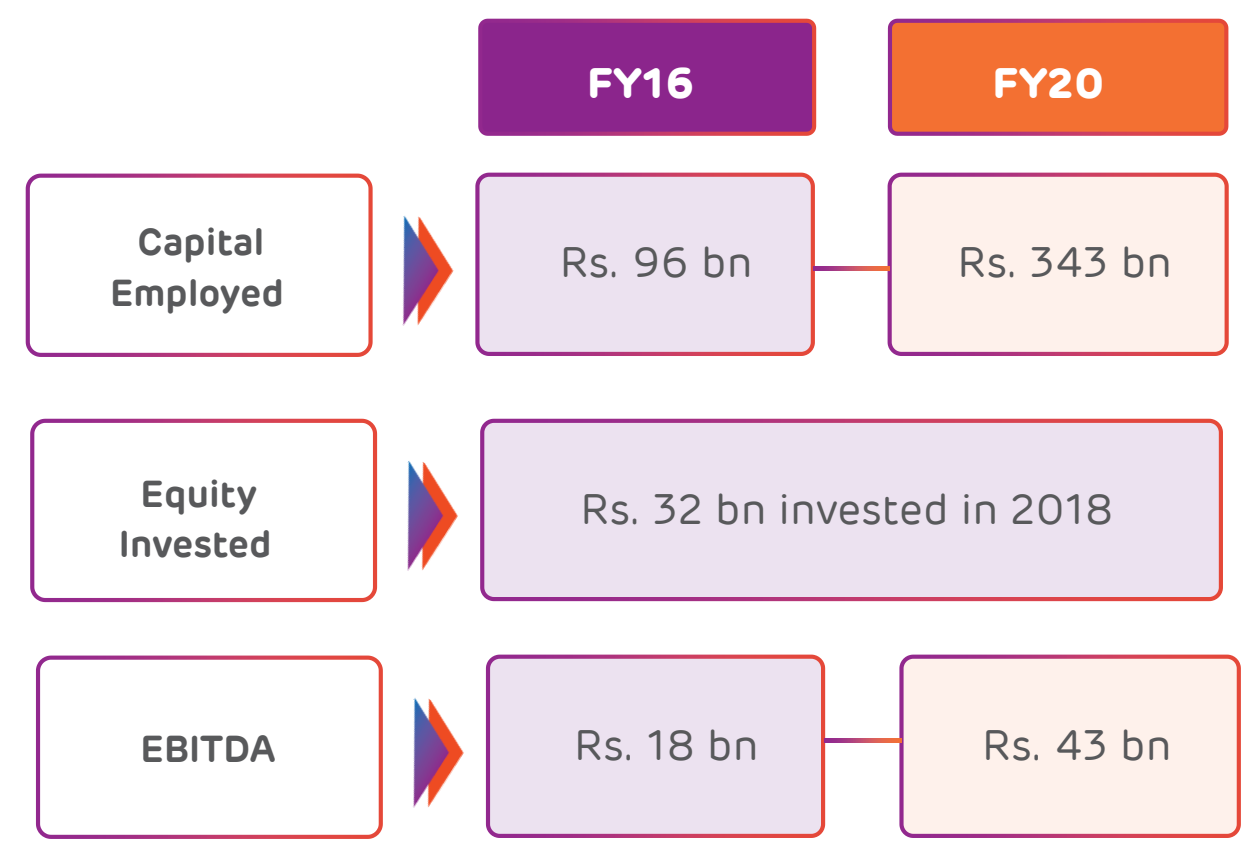 FY16
FY20
Capital
Employed
Rs. 96 bn
Rs. 343 bn
Equity
Invested
Rs. 32 bn invested in 2018
EBITDA
Rs. 18 bn
Rs. 43 bn